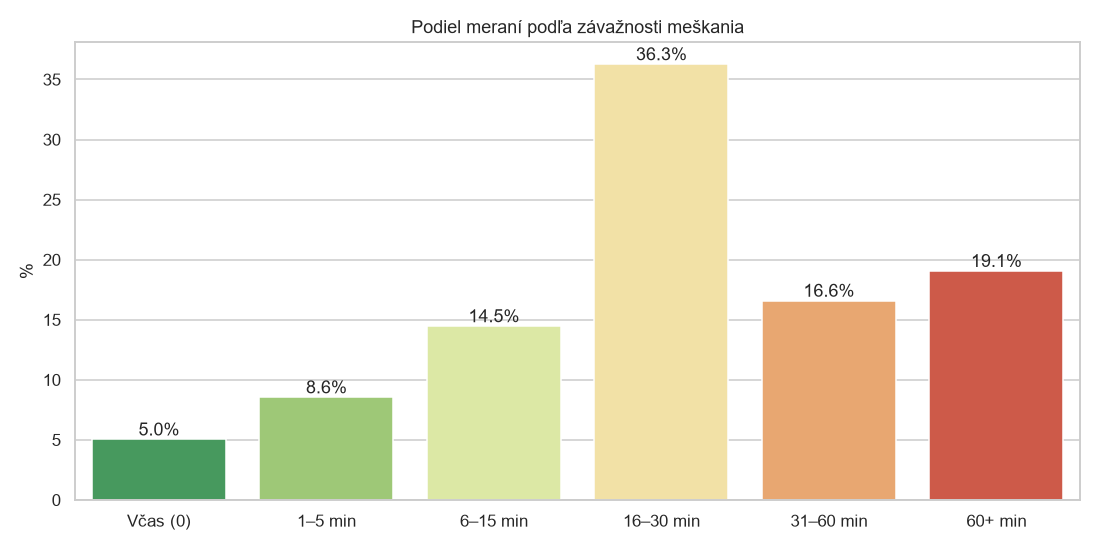 Podiel meraní podľa závažnosti meškania
%
35
30
25
20
15
10
5
0
5.0%
8.6%
14.5%
36.3%
16.6%
19.1%
Včas (0)
1–5 min
6–15 min
16–30 min
31–60 min
60+ min